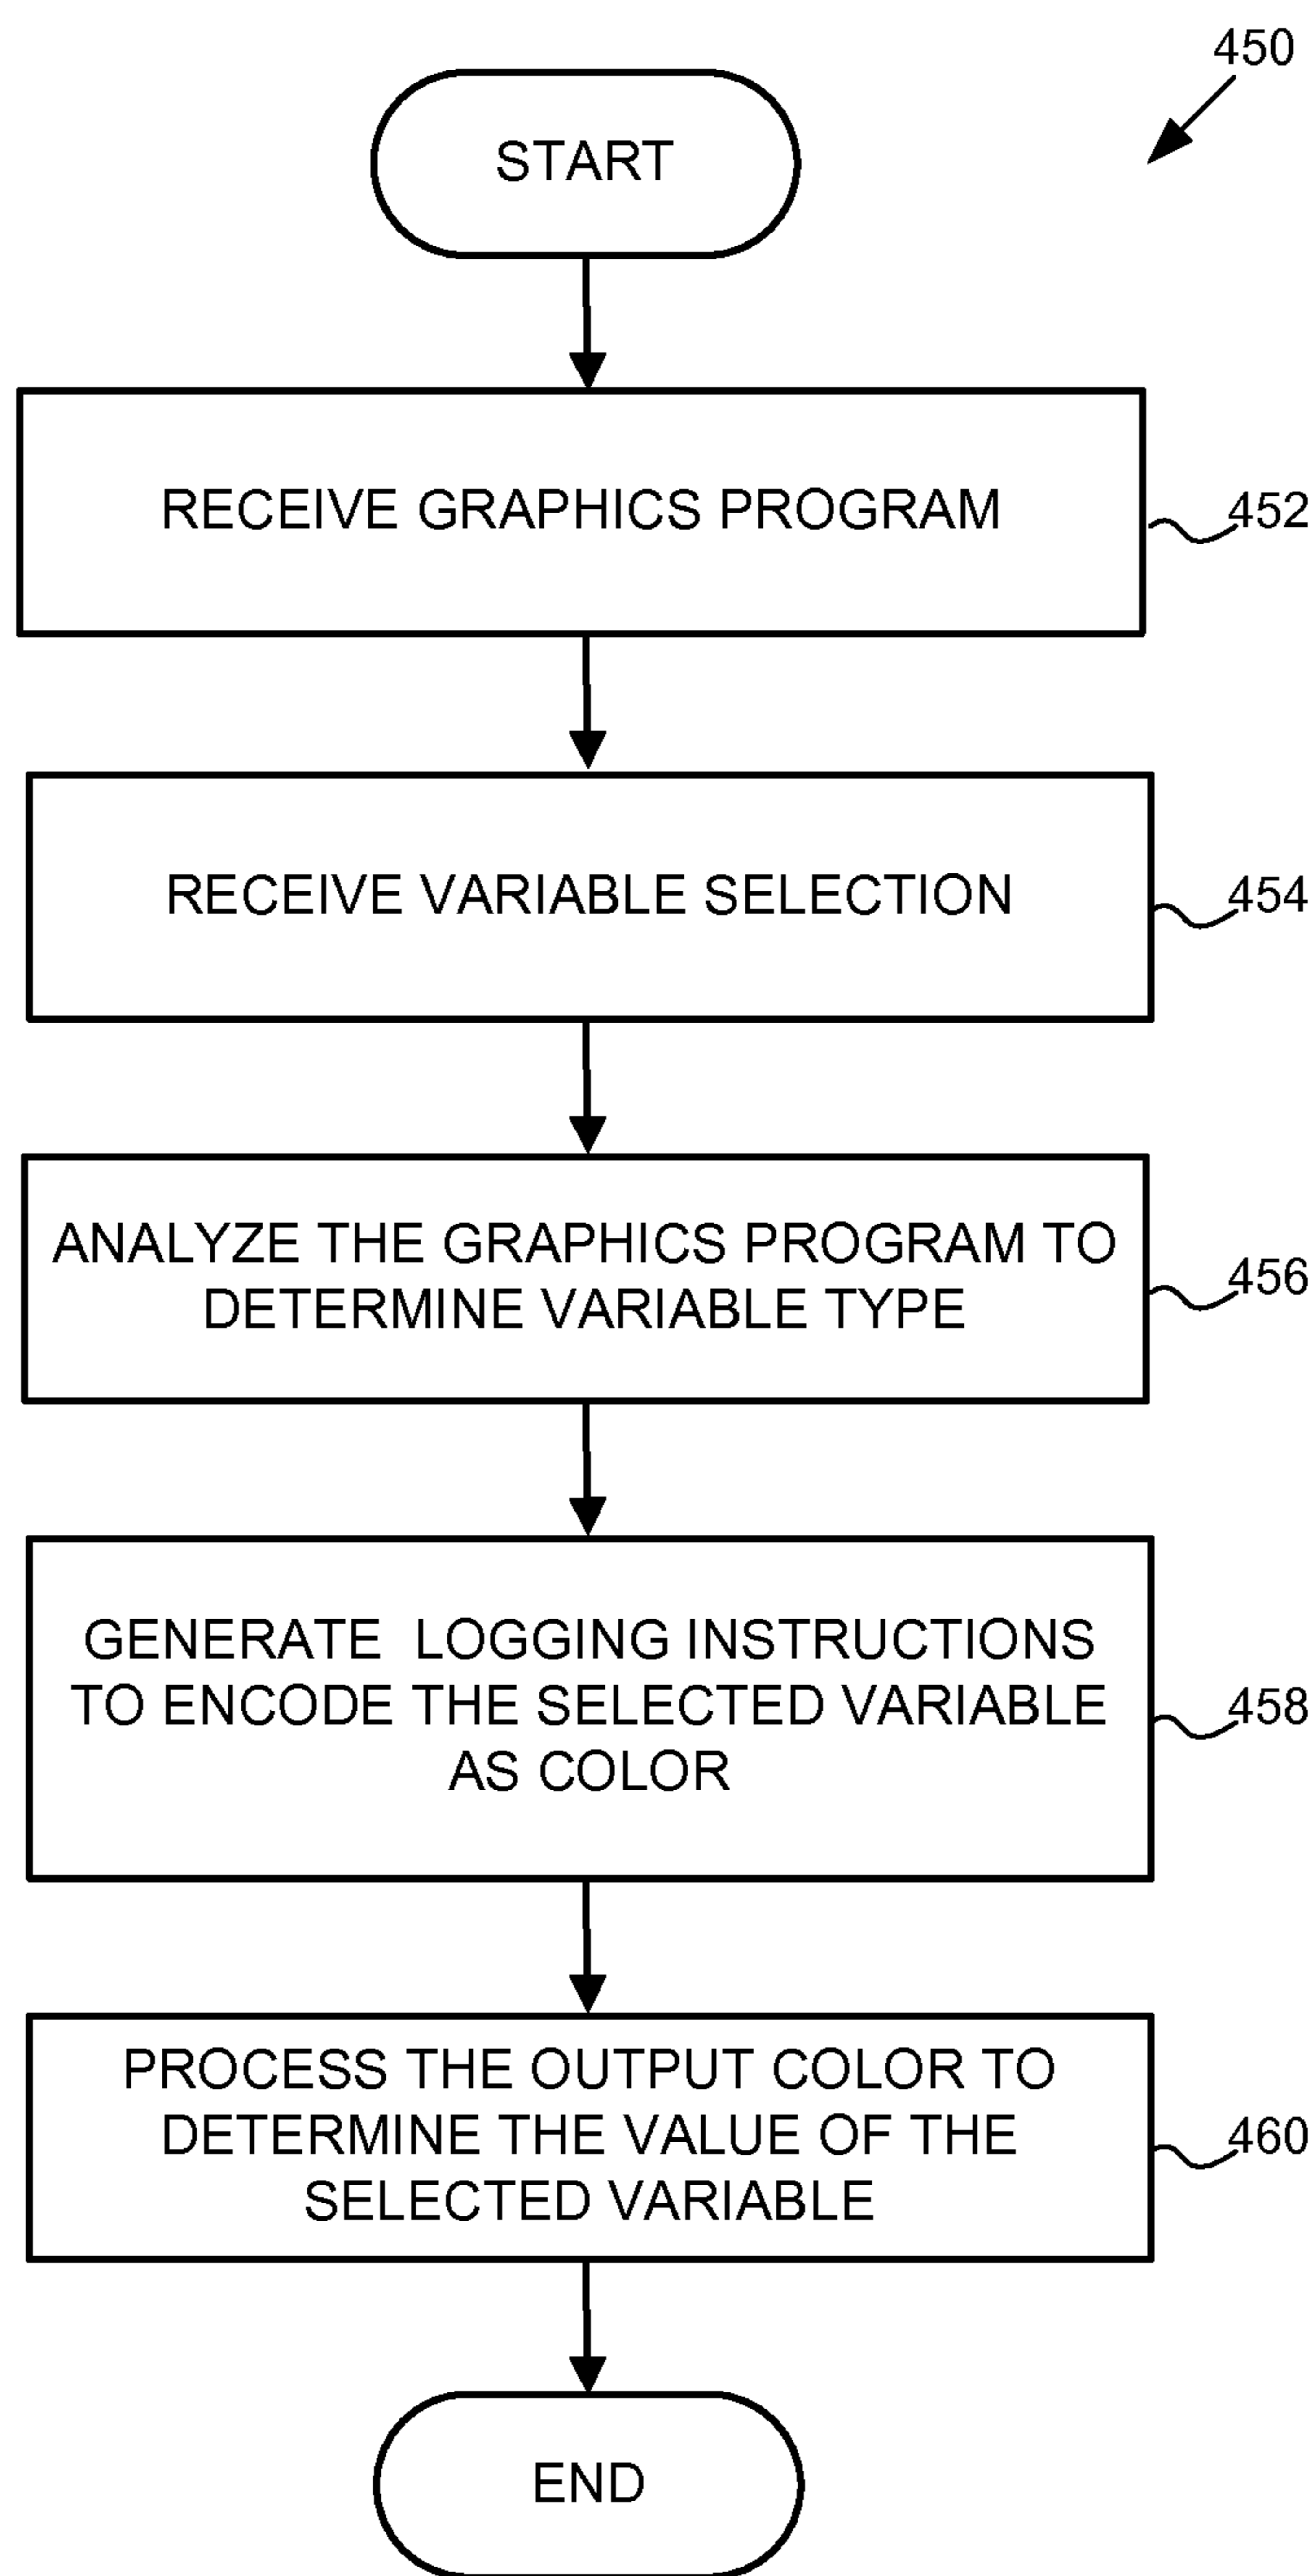 450
START
RECEIVE GRAPHICS PROGRAM
452
RECEIVE VARIABLE SELECTION
454
ANALYZE THE GRAPHICS PROGRAM TO
DETERMINE VARIABLE TYPE
456
GENERATE LOGGING INSTRUCTIONS
TO ENCODE THE SELECTED VARIABLE
AS COLOR
458
PROCESS THE OUTPUT COLOR TO
DETERMINE THE VALUE OF THE
SELECTED VARIABLE
460
END